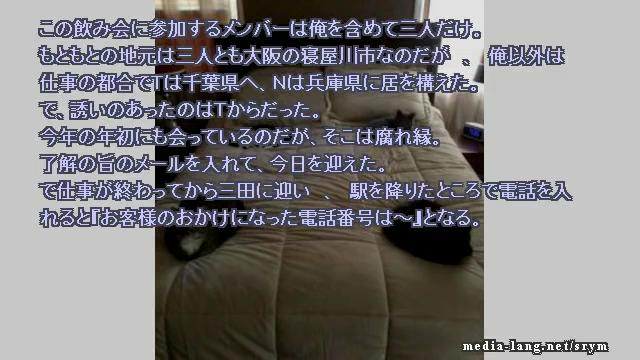 この飲み会に参加するメンバーは俺を含めて三人だけ。
もともとの地元は三人とも大阪の寝屋川市なのだが 、 俺以外は
仕事の都合でTは千葉県へ、Nは兵庫県に居を構えた。
で、誘いのあったのはTからだった。
今年の年初にも会っているのだが、そこは腐れ縁。
了解の旨のメールを入れて、今日を迎えた。
で仕事が終わってから三田に迎い 、 駅を降りたところで電話を入
れると『お客様のおかけになった電話番号は～』となる。
media-lang.net/srym